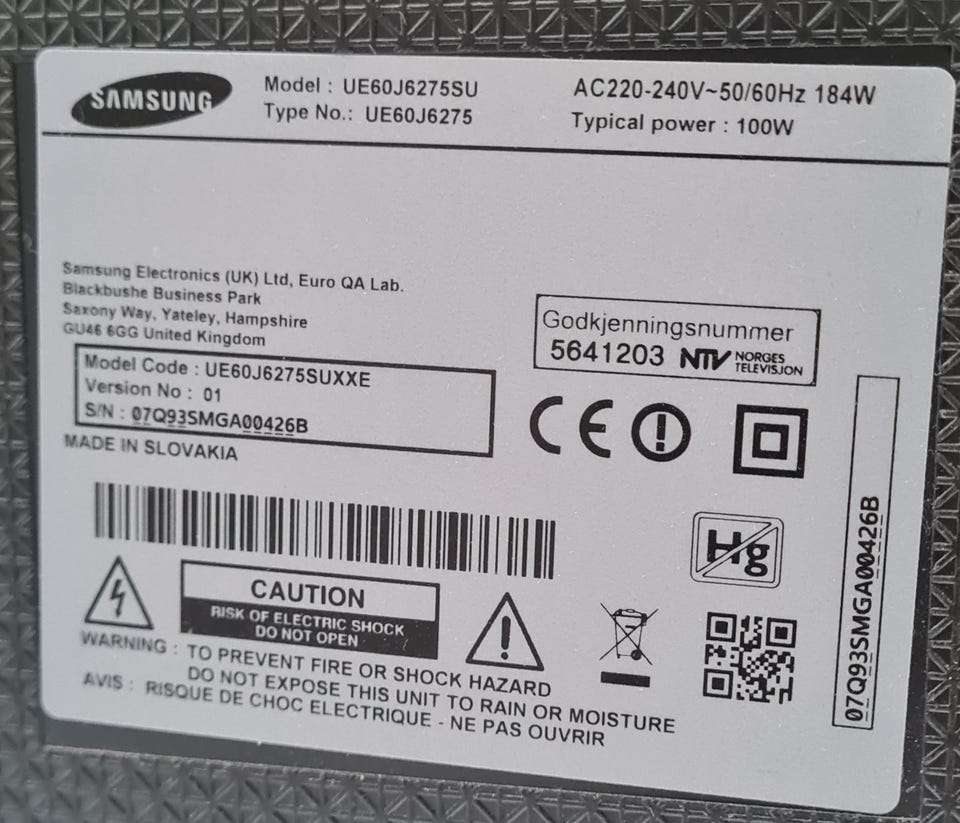 SAMSUNG
Model : UE60J6275SU
Type No.: UE60J6275
AC220-240V~50/60Hz 184W
Typical power : 100W
Samsung Electronics (UK) Ltd, Euro QA Lab.
Blackbushe Business Park
Saxony Way, Yateley, Hampshire
GU46 6GG United Kingdom
Model Code : UE60J6275SUXXE
Version No : 01
S/N : 07Q93SMGA00426B
MADE IN SLOVAKIA
Godkjenningsnummer
5641203 NTV NORGES
TELEVISJON
CE
Hg
CAUTION
RISK OF ELECTRIC SHOCK
DO NOT OPEN
WARNING : TO PREVENT FIRE OR SHOCK HAZARD
DO NOT EXPOSE THIS UNIT TO RAIN OR MOISTURE
AVIS : RISQUE DE CHOC ELECTRIQUE - NE PAS OUVRIR
07Q93SMGA00426B